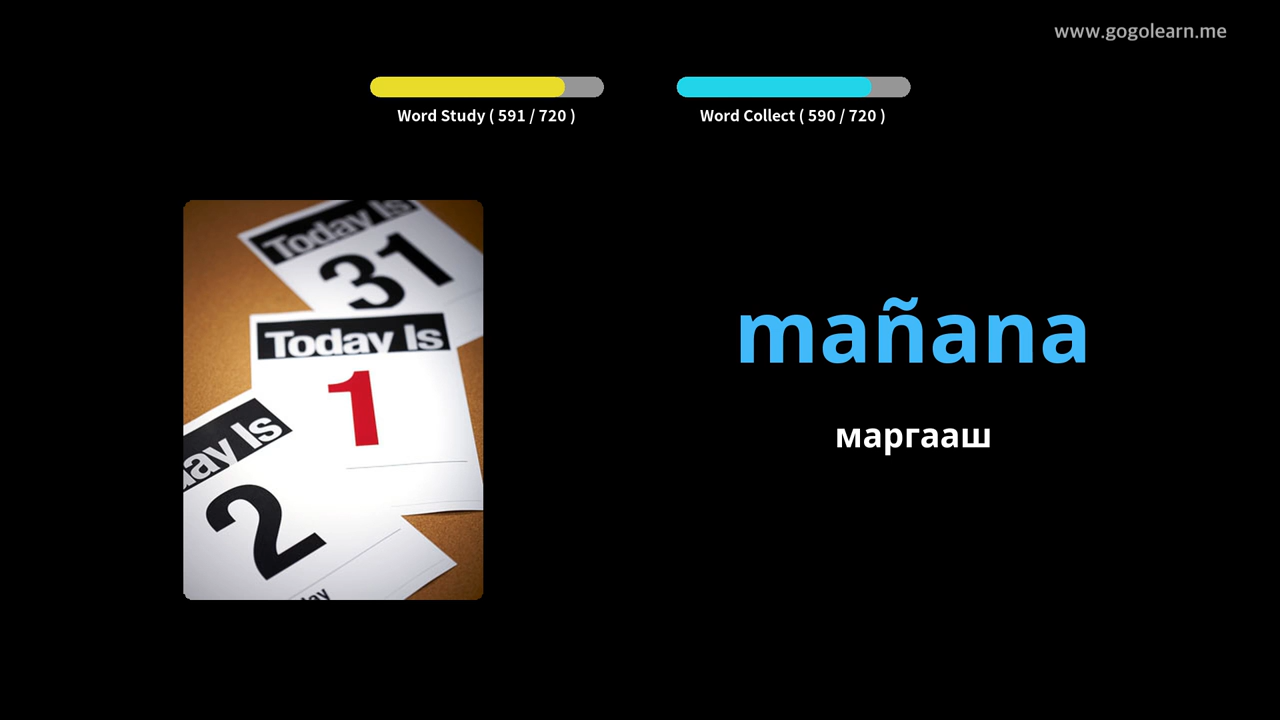 www.gogolearn.me
Word Study ( 591 / 720 )
Word Collect ( 590 / 720 )
Today Is
31
Today Is
1
ay Is
2
mañana
маргааш